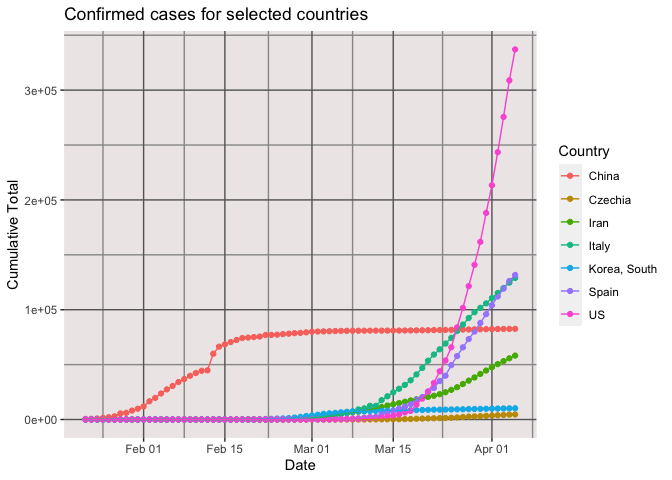 Confirmed cases for selected countries
Cumulative Total
3e+05
2e+05
1e+05
0e+00
Feb 01
Feb 15
Mar 01
Mar 15
Apr 01
Date
Country
China
Czechia
Iran
Italy
Korea, South
Spain
US